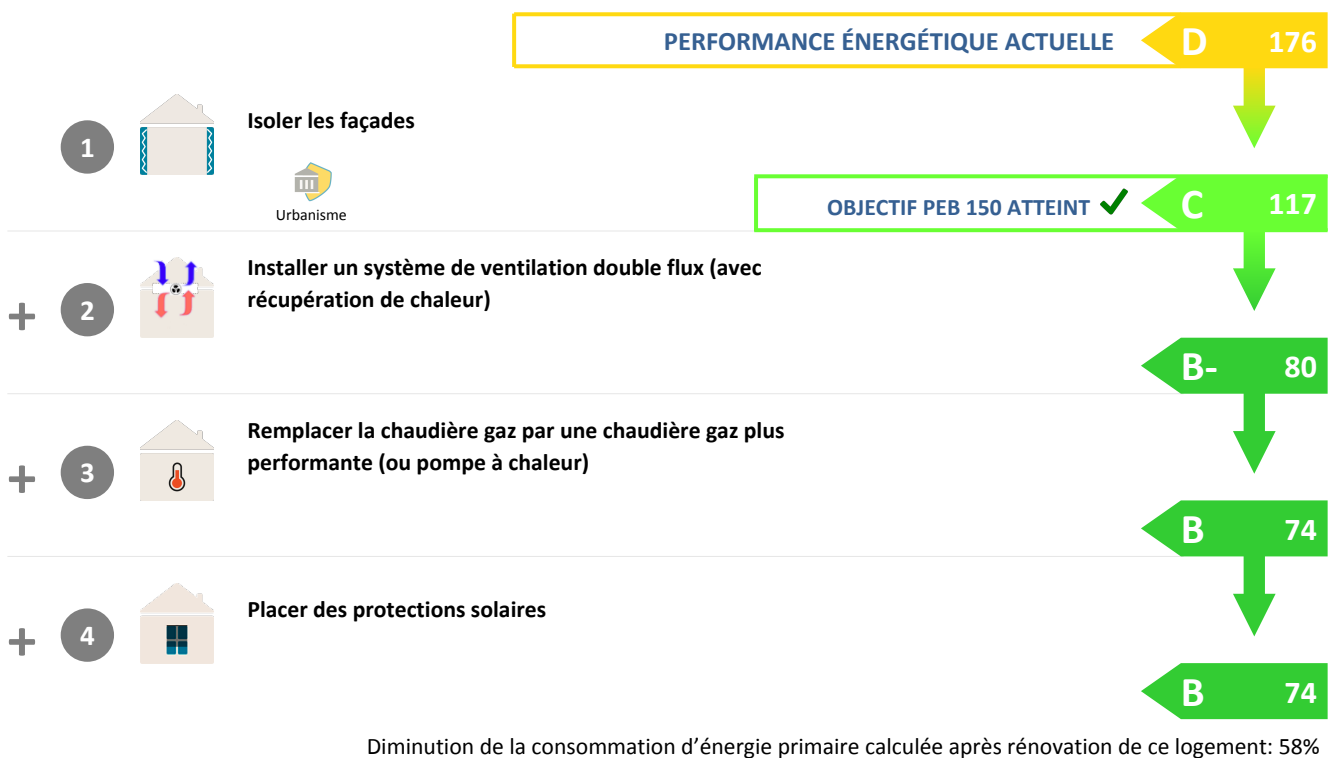 PERFORMANCE ÉNERGÉTIQUE ACTUELLE D 176
1 Isoler les façades
Urbanisme
OBJECTIF PEB 150 ATTEINT ✔ C 117
+ 2 Installer un système de ventilation double flux (avec
récupération de chaleur)
B- 80
+ 3 Remplacer la chaudière gaz par une chaudière gaz plus
performante (ou pompe à chaleur)
B 74
+ 4 Placer des protections solaires
B 74
Diminution de la consommation d’énergie primaire calculée après rénovation de ce logement: 58%